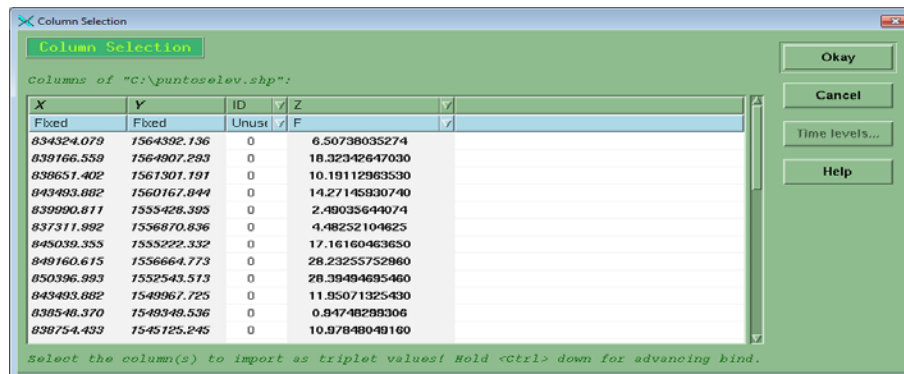 Column Selection
Column Selection
Okay
Columns of "C:\puntoselev.shp":
Cancel
X Y ID Z
Fixed Fixed Unuse F
Time levels...
834324.079 1564392.136 0 6.50738035274
839166.559 1564907.293 0 18.32342647030
Help
838651.402 1561301.191 0 10.19112963530
843493.882 1560167.844 0 14.27145930740
839990.811 1555428.395 0 2.49035644074
837311.992 1556870.836 0 4.48252104625
845039.355 1555222.332 0 17.16160463650
849160.615 1556664.773 0 28.23255752960
850396.993 1552543.513 0 28.39494695460
843493.882 1549967.725 0 11.95071325430
838548.370 1549349.536 0 0.94748299306
838754.433 1545125.245 0 10.97848049160
Select the column(s) to import as triplet values! Hold <Ctrl> down for advancing bind.